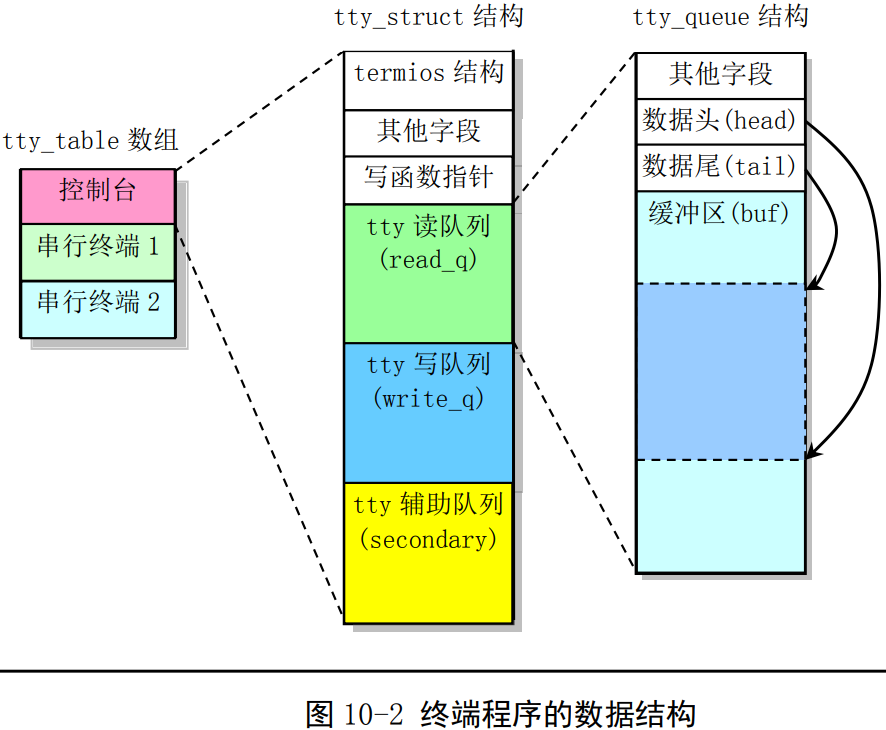 tty_struct 结构
tty_queue 结构
tty_table 数组
控制台
串行终端 1
串行终端 2
termios 结构
其他字段
写函数指针
tty 读队列
(read_q)
tty 写队列
(write_q)
tty 辅助队列
(secondary)
其他字段
数据头(head)
数据尾(tail)
缓冲区(buf)
图 10-2 终端程序的数据结构